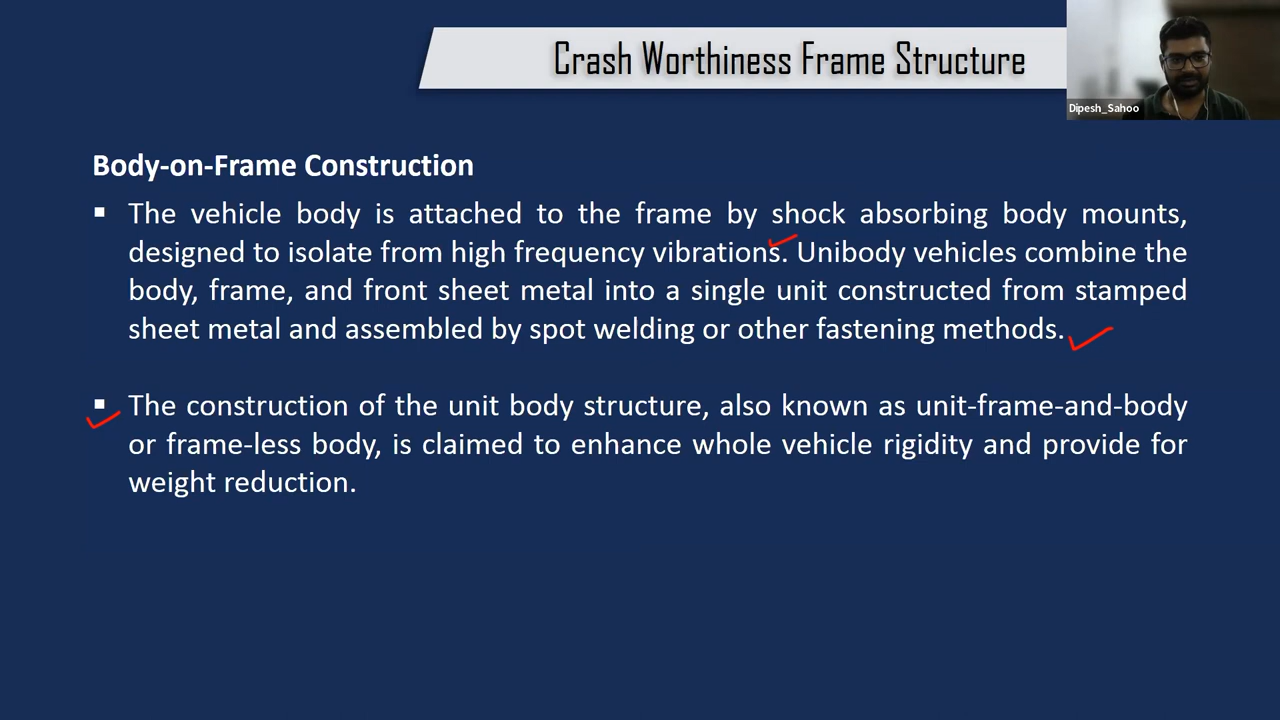 Crash Worthiness Frame Structure
Dipesh_Sahoo
Body-on-Frame Construction
▪ The vehicle body is attached to the frame by shock absorbing body mounts,
designed to isolate from high frequency vibrations. Unibody vehicles combine the
body, frame, and front sheet metal into a single unit constructed from stamped
sheet metal and assembled by spot welding or other fastening methods.
▪ The construction of the unit body structure, also known as unit-frame-and-body
or frame-less body, is claimed to enhance whole vehicle rigidity and provide for
weight reduction.